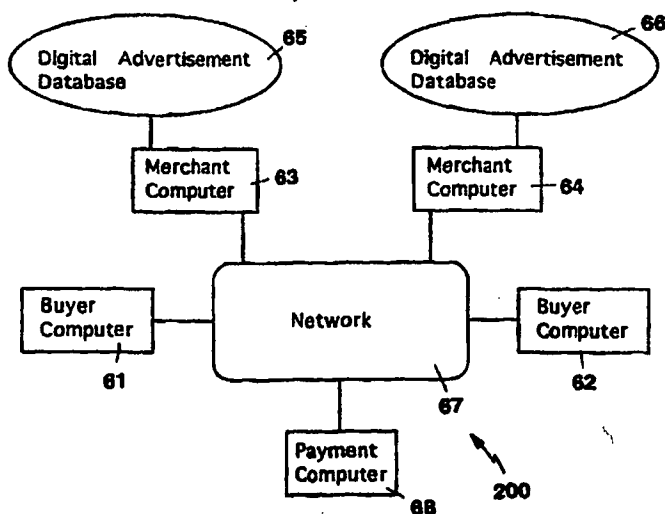 Digital Advertisement
Database
65
Digital Advertisement
Database
66
Merchant
Computer
63
Merchant
Computer
64
Buyer
Computer
61
Network
67
Buyer
Computer
62
Payment
Computer
68
200